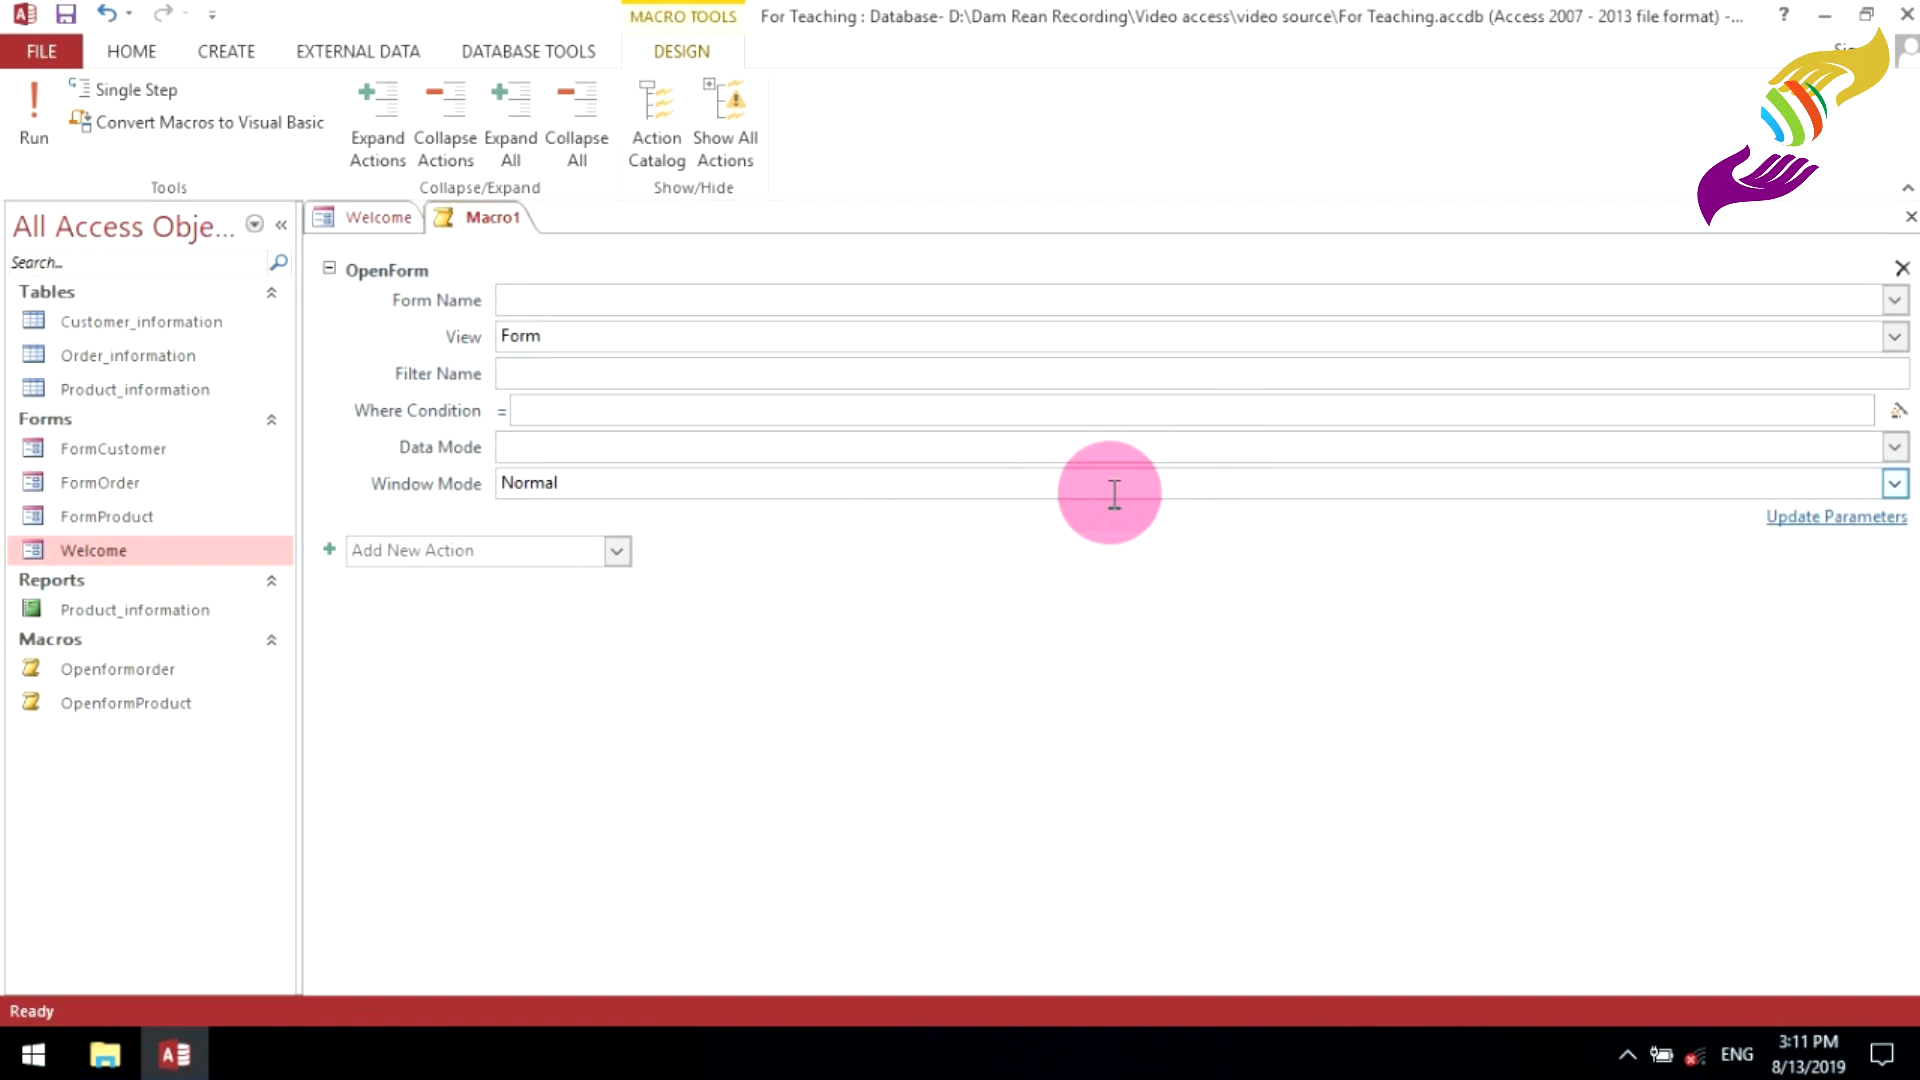 MACRO TOOLS
For Teaching : Database- D:\Dam Rean Recording\Video access\video source\For Teaching.accdb (Access 2007 - 2013 file format) -...
?
FILE
HOME
CREATE
EXTERNAL DATA
DATABASE TOOLS
DESIGN
Run
Single Step
Convert Macros to Visual Basic
Expand Actions
Collapse Actions
Expand All
Collapse All
Action Catalog
Show All Actions
Tools
Collapse/Expand
Show/Hide
All Access Obje...
Search...
Tables
Customer_information
Order_information
Product_information
Forms
FormCustomer
FormOrder
FormProduct
Welcome
Reports
Product_information
Macros
Openformorder
OpenformProduct
Welcome
Macro1
OpenForm
Form Name
View
Form
Filter Name
Where Condition
=
Data Mode
Window Mode
Normal
Update Parameters
Add New Action
Ready
ENG
3:11 PM
8/13/2019